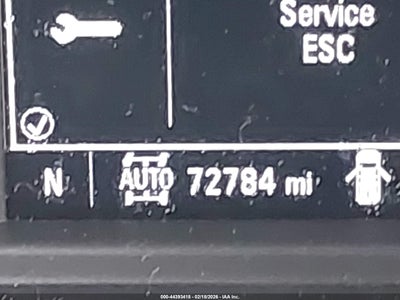 Service
ESC
N AUTO 72784 mi
000-44393415 - 02/18/2026 - IAA Inc.